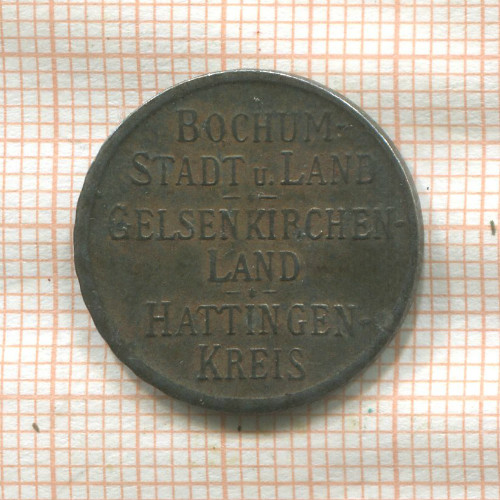 BOCHUM-
STADT u. LAND
GELSENKIRCHEN-
LAND
HATTINGEN-
KREIS